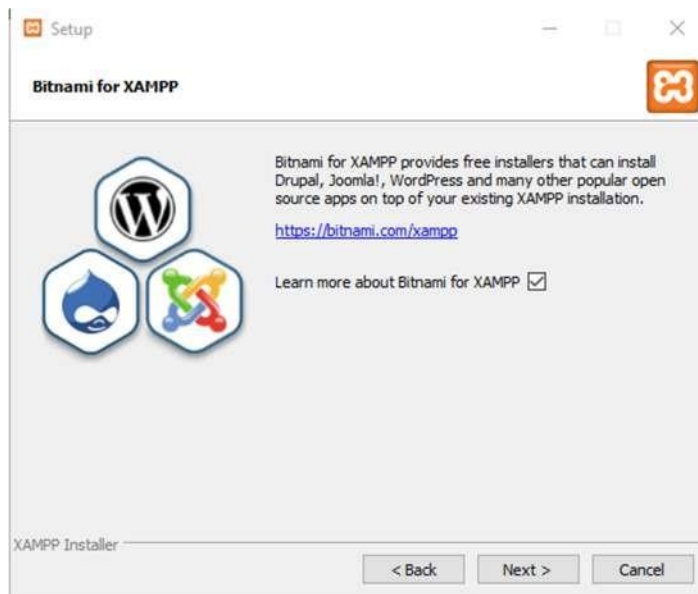 Setup
Bitnami for XAMPP
Bitnami for XAMPP provides free installers that can install
Drupal, Joomla!, WordPress and many other popular open
source apps on top of your existing XAMPP installation.
https://bitnami.com/xampp
Learn more about Bitnami for XAMPP
XAMPP Installer
< Back Next > Cancel